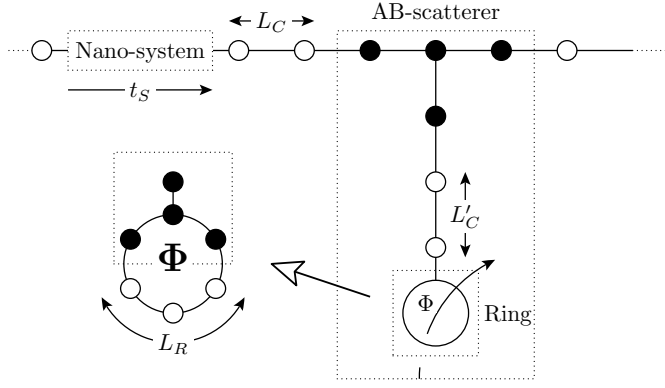 AB-scatterer
L_C
Nano-system
t_S
L'_C
Φ
Φ
Ring
L_R